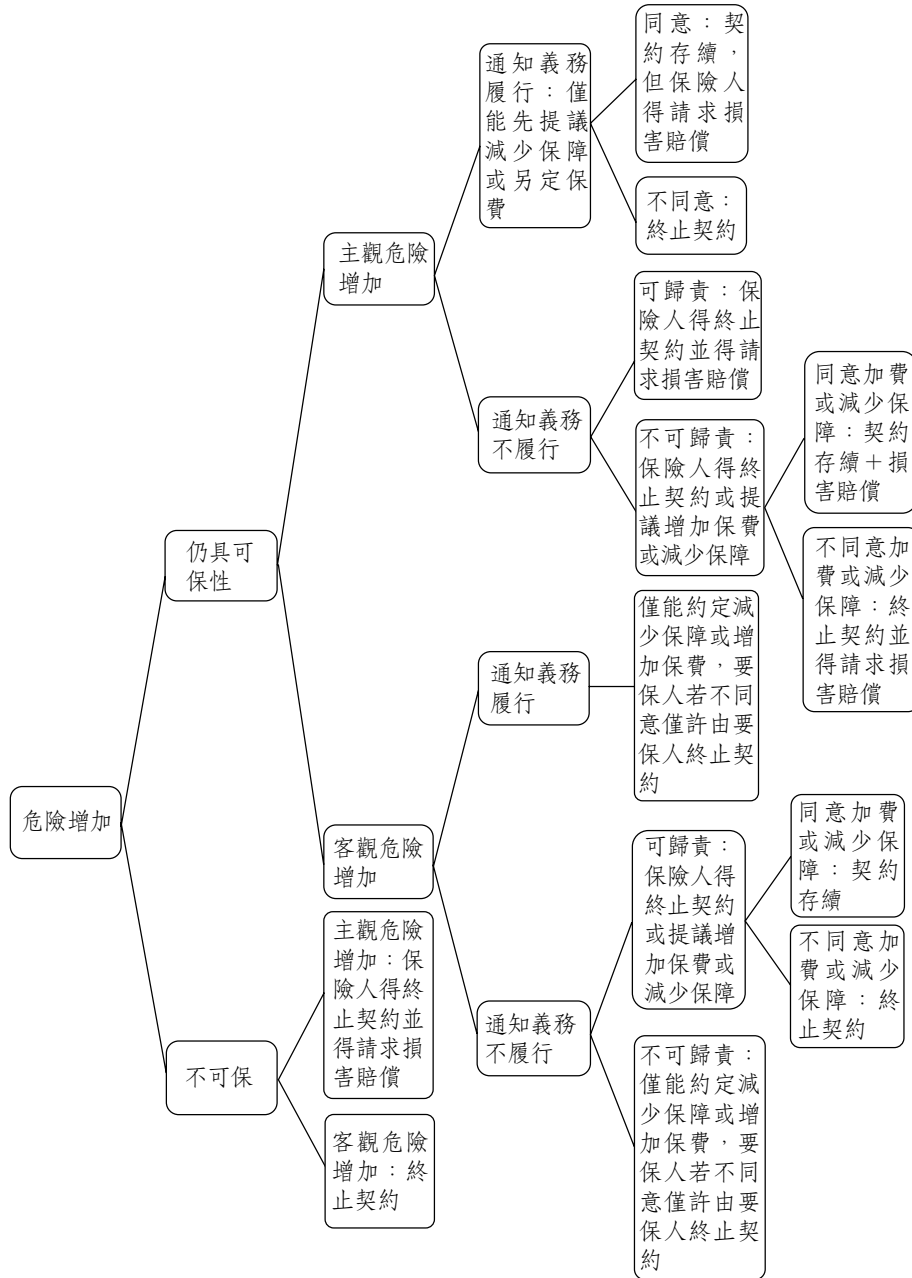 危險增加
仍具可
保性
主觀危險
增加
通知義務
履行：僅
能先提議
減少保障
或另定保
費
同意：契
約存續，
但保險人
得請求損
害賠償
不同意：
終止契約
通知義務
不履行
可歸責：保
險人得終止
契約並得請
求損害賠償
不可歸責：
保險人得終
止契約或提
議增加保費
或減少保障
同意加費
或減少保
障：契約
存續＋損
害賠償
不同意加
費或減少
保障：終
止契約並
得請求損
害賠償
客觀危險
增加
通知義務
履行
僅能約定減
少保障或增
加保費，要
保人若不同
意僅許由要
保人終止契
約
通知義務
不履行
可歸責：
保險人得
終止契約
或提議增
加保費或
減少保障
同意加費
或減少保
障：契約
存續
不同意加
費或減少
保障：終
止契約
不可歸責：
僅能約定減
少保障或增
加保費，要
保人若不同
意僅許由要
保人終止契
約
不可保
主觀危險
增加：保
險人得終
止契約並
得請求損
害賠償
客觀危險
增加：終
止契約